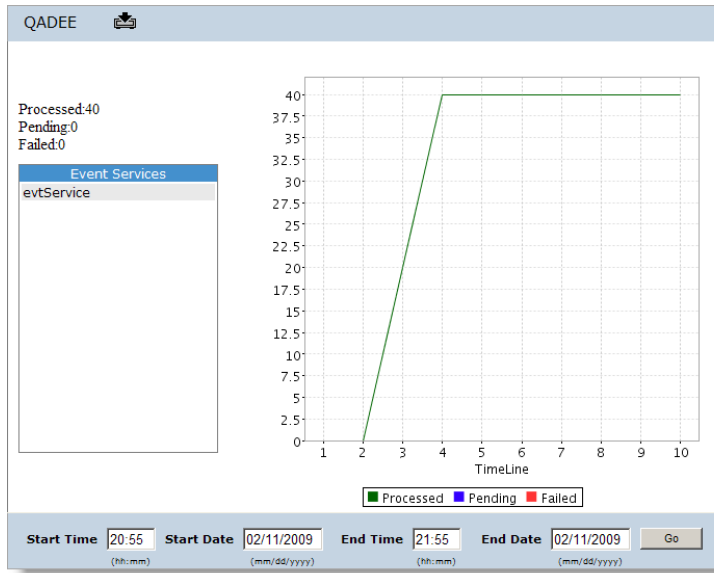 QADEE
Processed:40
Pending:0
Failed:0
Event Services
evtService
40
37.5
35
32.5
30
27.5
25
22.5
20
17.5
15
12.5
10
7.5
5
2.5
0
1 2 3 4 5 6 7 8 9 10
TimeLine
Processed Pending Failed
Start Time 20:55 Start Date 02/11/2009 End Time 21:55 End Date 02/11/2009 Go
(hh:mm) (mm/dd/yyyy) (hh:mm) (mm/dd/yyyy)